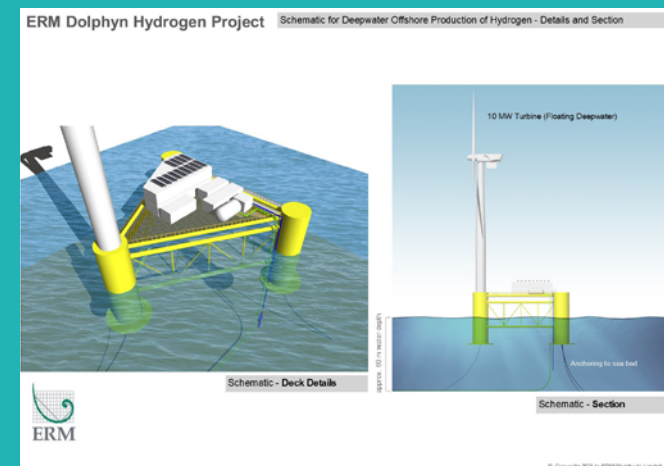 ERM Dolphyn Hydrogen Project
Schematic for Deepwater Offshore Production of Hydrogen - Details and Section
10 MW Turbine (Floating Deepwater)
Anchoring to sea bed
Schematic - Deck Details
Schematic - Section
ERM